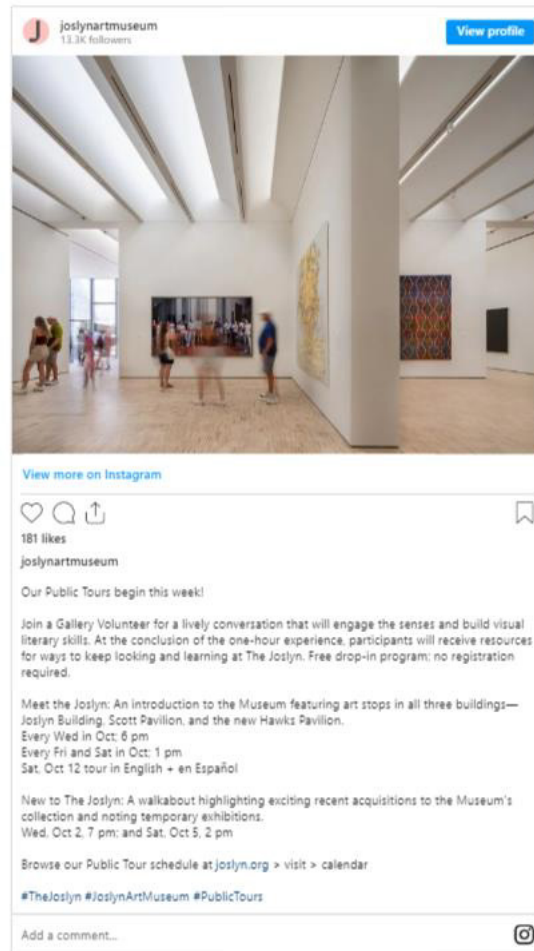 J
joslynartmuseum
13.3K followers
View profile
View more on Instagram
181 likes
joslynartmuseum
Our Public Tours begin this week!
Join a Gallery Volunteer for a lively conversation that will engage the senses and build visual
literary skills. At the conclusion of the one-hour experience, participants will receive resources
for ways to keep looking and learning at The Joslyn. Free drop-in program; no registration
required.
Meet the Joslyn: An introduction to the Museum featuring art stops in all three buildings—
Joslyn Building, Scott Pavilion, and the new Hawks Pavilion.
Every Wed in Oct; 6 pm
Every Fri and Sat in Oct; 1 pm
Sat, Oct 12 tour in English + en Español
New to The Joslyn: A walkabout highlighting exciting recent acquisitions to the Museum's
collection and noting temporary exhibitions.
Wed, Oct 2, 7 pm; and Sat, Oct 5, 2 pm
Browse our Public Tour schedule at joslyn.org > visit > calendar
#TheJoslyn #JoslynArtMuseum #PublicTours
Add a comment...